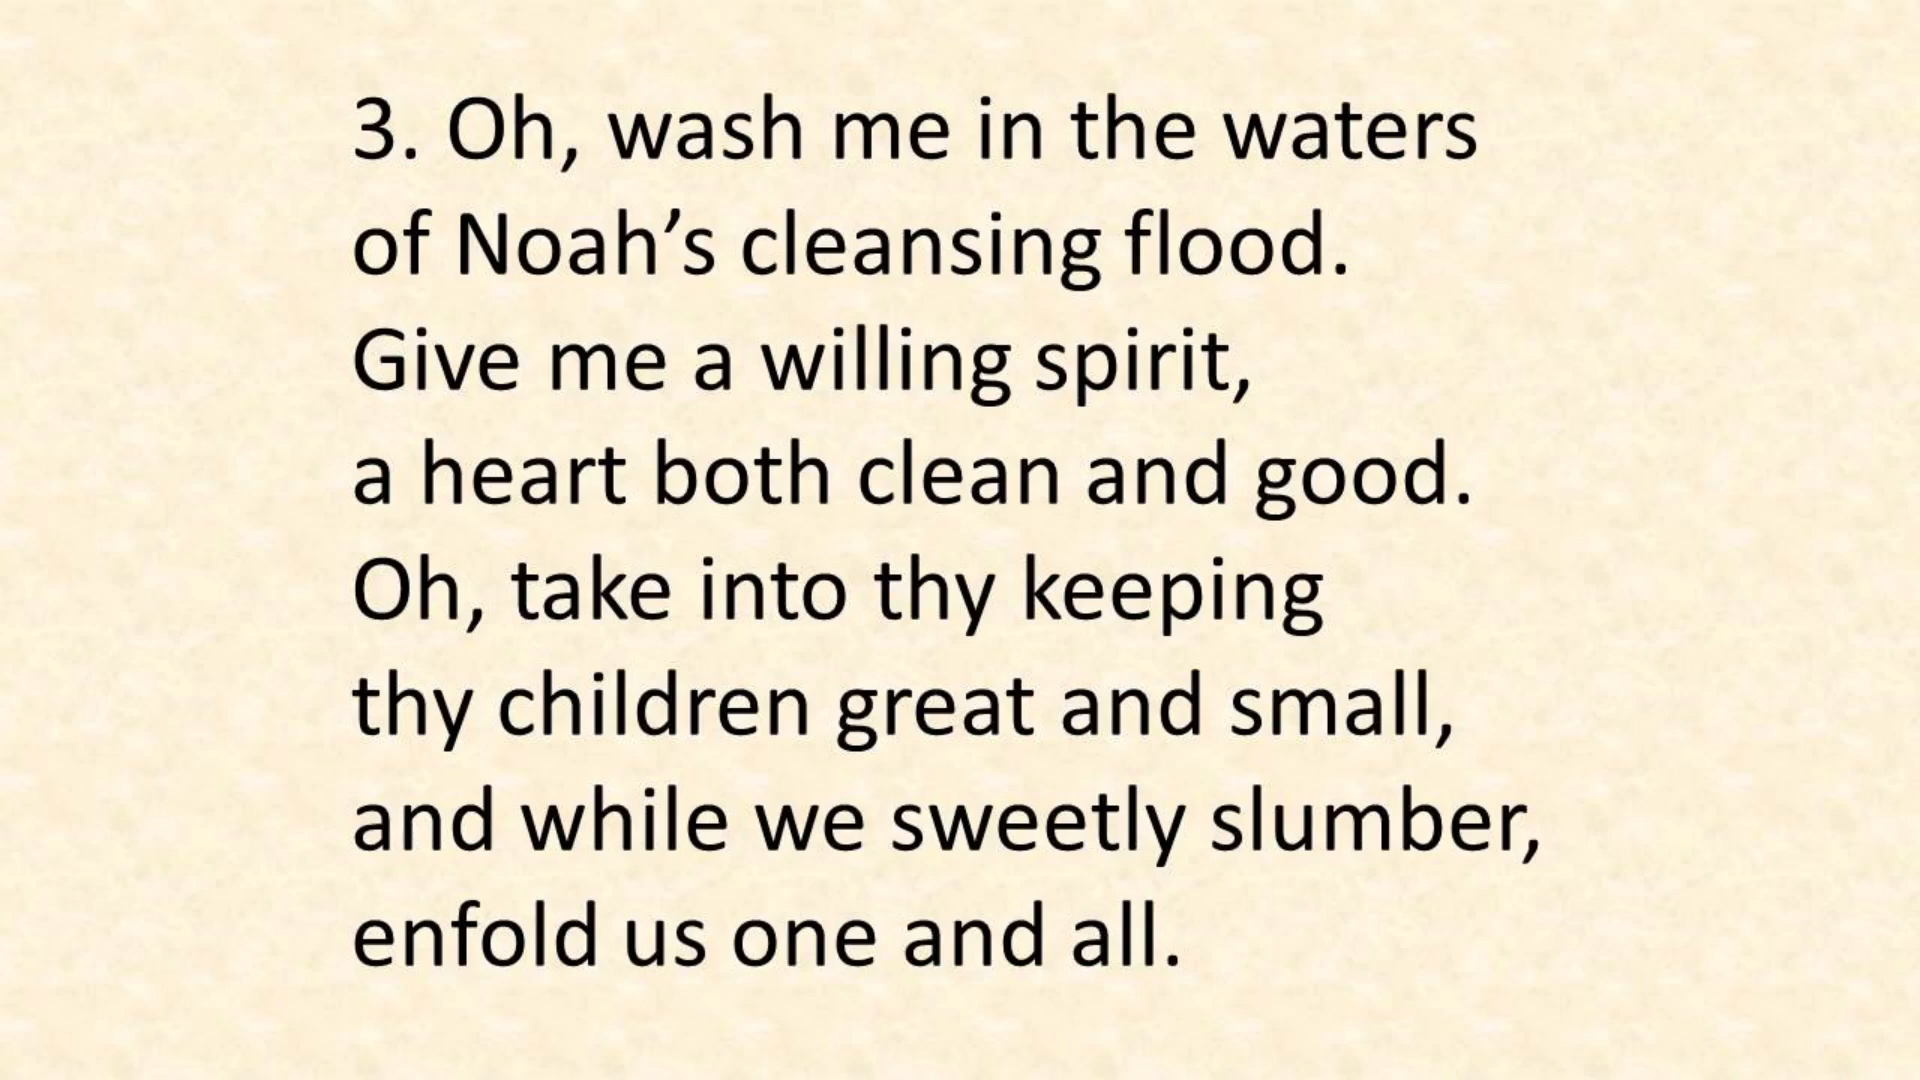 3. Oh, wash me in the waters
of Noah’s cleansing flood.
Give me a willing spirit,
a heart both clean and good.
Oh, take into thy keeping
thy children great and small,
and while we sweetly slumber,
enfold us one and all.